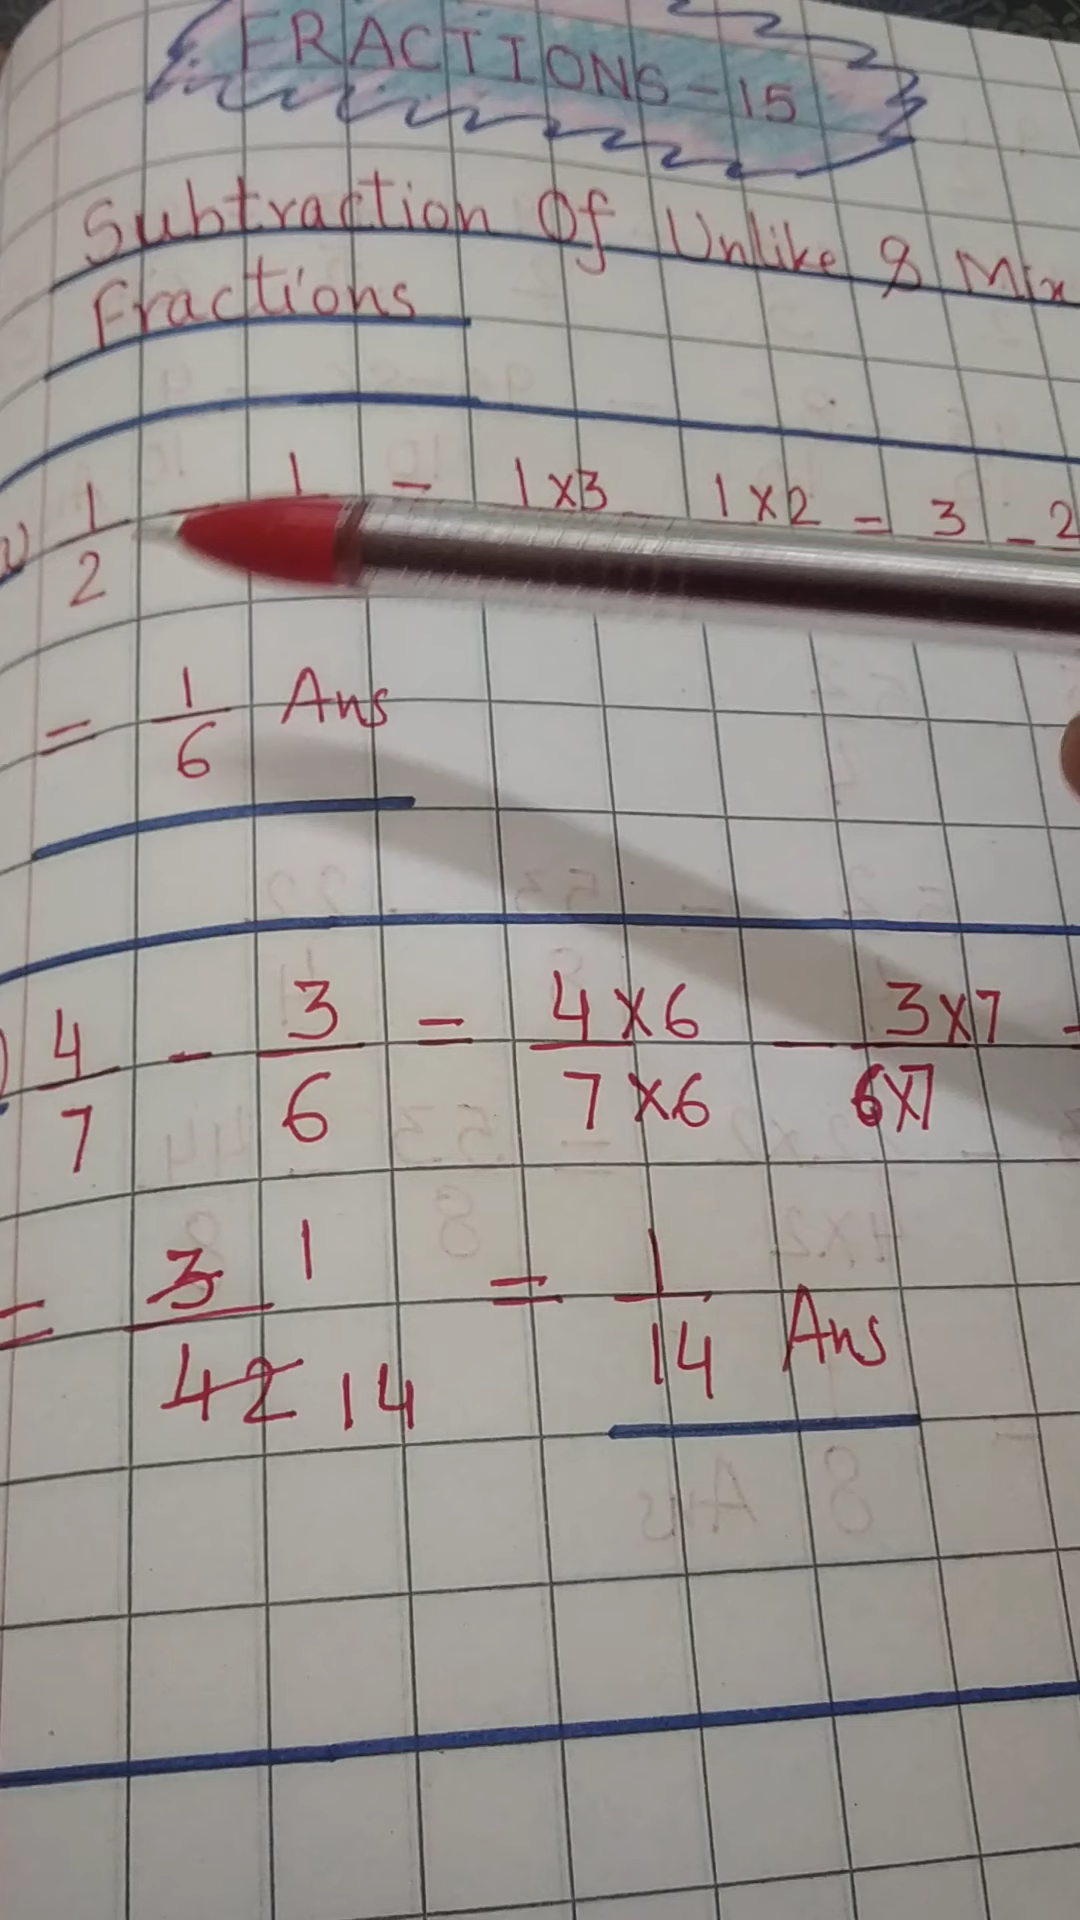 FRACTIONS-15
Subtraction Of Unlike & Mix
Fractions
1 1 = 1x3 1x2 = 3 - 2
2
= 1 Ans
6
4 - 3 = 4x6 - 3x7
7 6 7x6 6x7
= 3 1 = 1 Ans
42 14 14